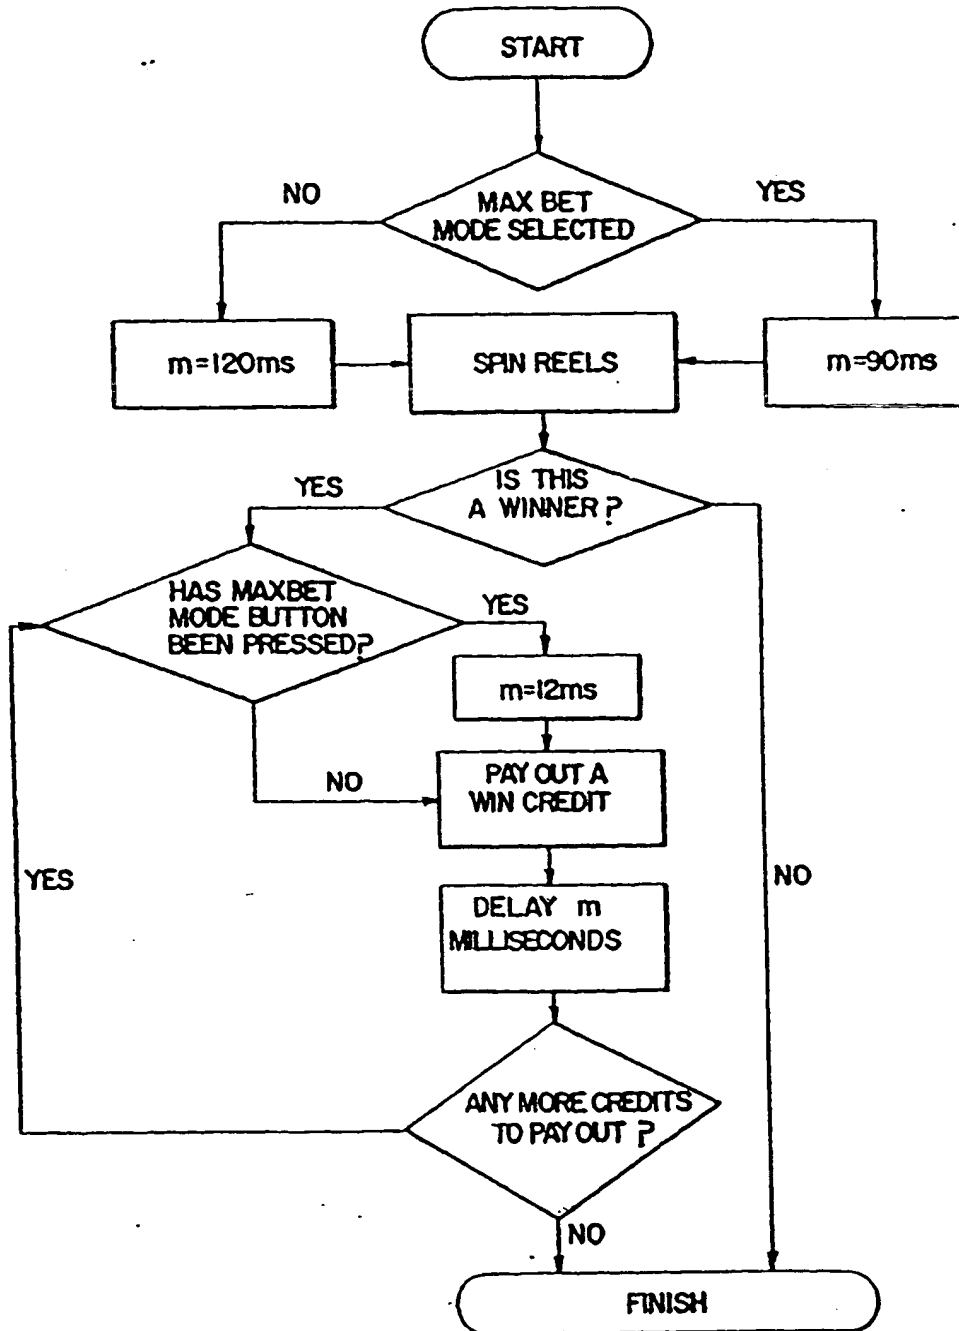 START
NO
MAX BET
YES
MODE SELECTED
m=120ms
SPIN REELS
m=90ms
YES
IS THIS
A WINNER?
HAS MAXBET
MODE BUTTON
BEEN PRESSED?
YES
m=12ms
NO
PAY OUT A
WIN CREDIT
YES
NO
DELAY m
MILLISECONDS
ANY MORE CREDITS
TO PAY OUT ?
NO
FINISH